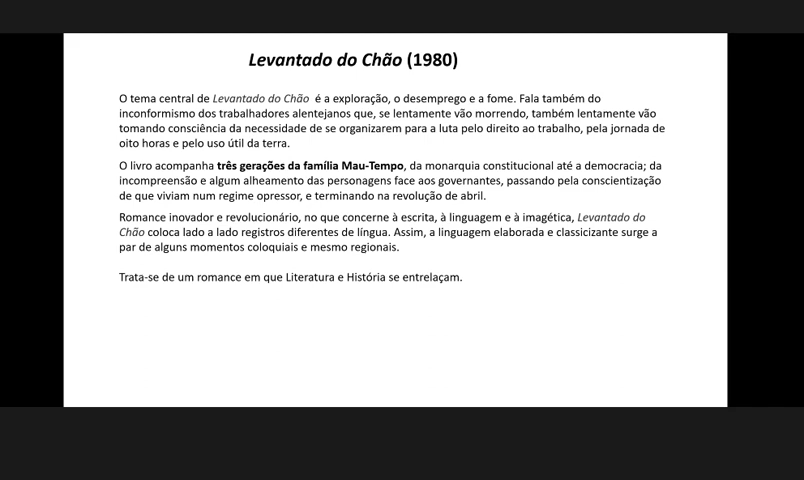 Levantado do Chão (1980)
O tema central de Levantado do Chão é a exploração, o desemprego e a fome. Fala também do
inconformismo dos trabalhadores alentejanos que, se lentamente vão morrendo, também lentamente vão
tomando consciência da necessidade de se organizarem para a luta pelo direito ao trabalho, pela jornada de
oito horas e pelo uso útil da terra.
O livro acompanha três gerações da família Mau-Tempo, da monarquia constitucional até a democracia; da
incompreensão e algum alheamento das personagens face aos governantes, passando pela conscientização
de que viviam num regime opressor, e terminando na revolução de abril.
Romance inovador e revolucionário, no que concerne à escrita, à linguagem e à imagética, Levantado do
Chão coloca lado a lado registros diferentes de língua. Assim, a linguagem elaborada e classicizante surge a
par de alguns momentos coloquiais e mesmo regionais.
Trata-se de um romance em que Literatura e História se entrelaçam.